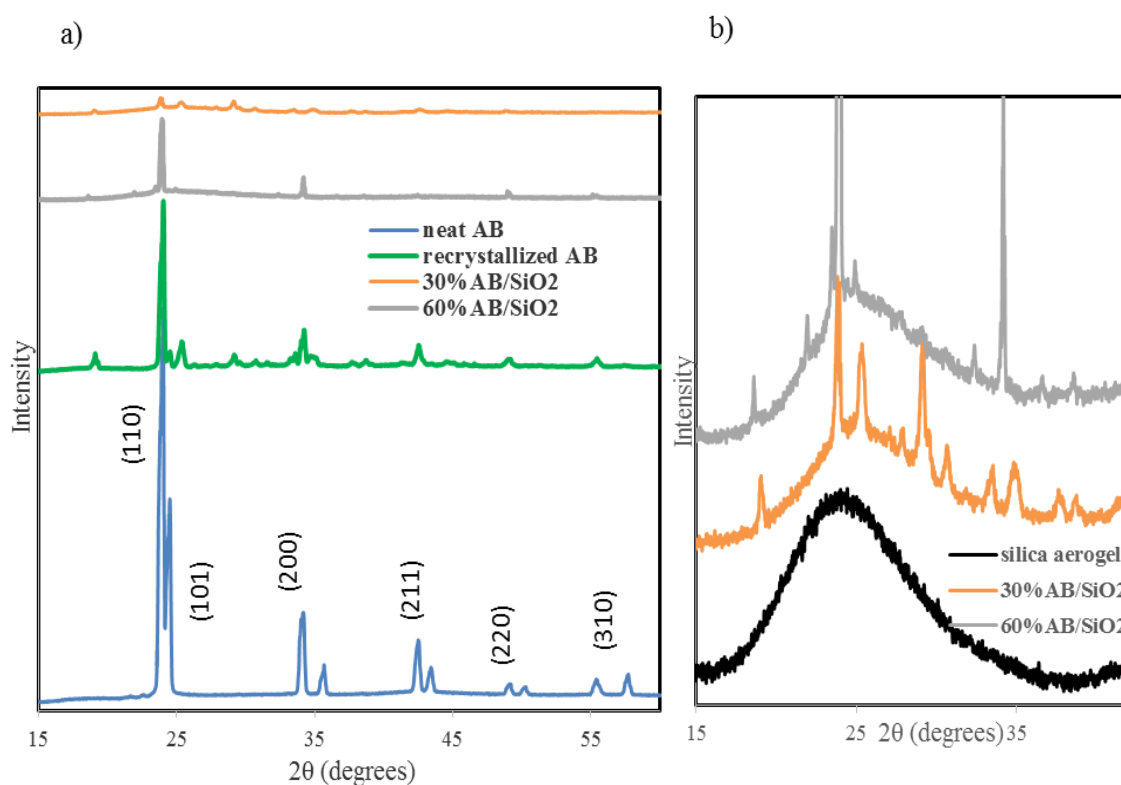 a)
neat AB
recrystallized AB
30%AB/SiO2
60%AB/SiO2
Intensity
(110)
(101)
(200)
(211)
(220)
(310)
15
25
35
45
55
2θ (degrees)
b)
Intensity
silica aerogel
30%AB/SiO2
60%AB/SiO2
15
25
2θ (degrees)
35